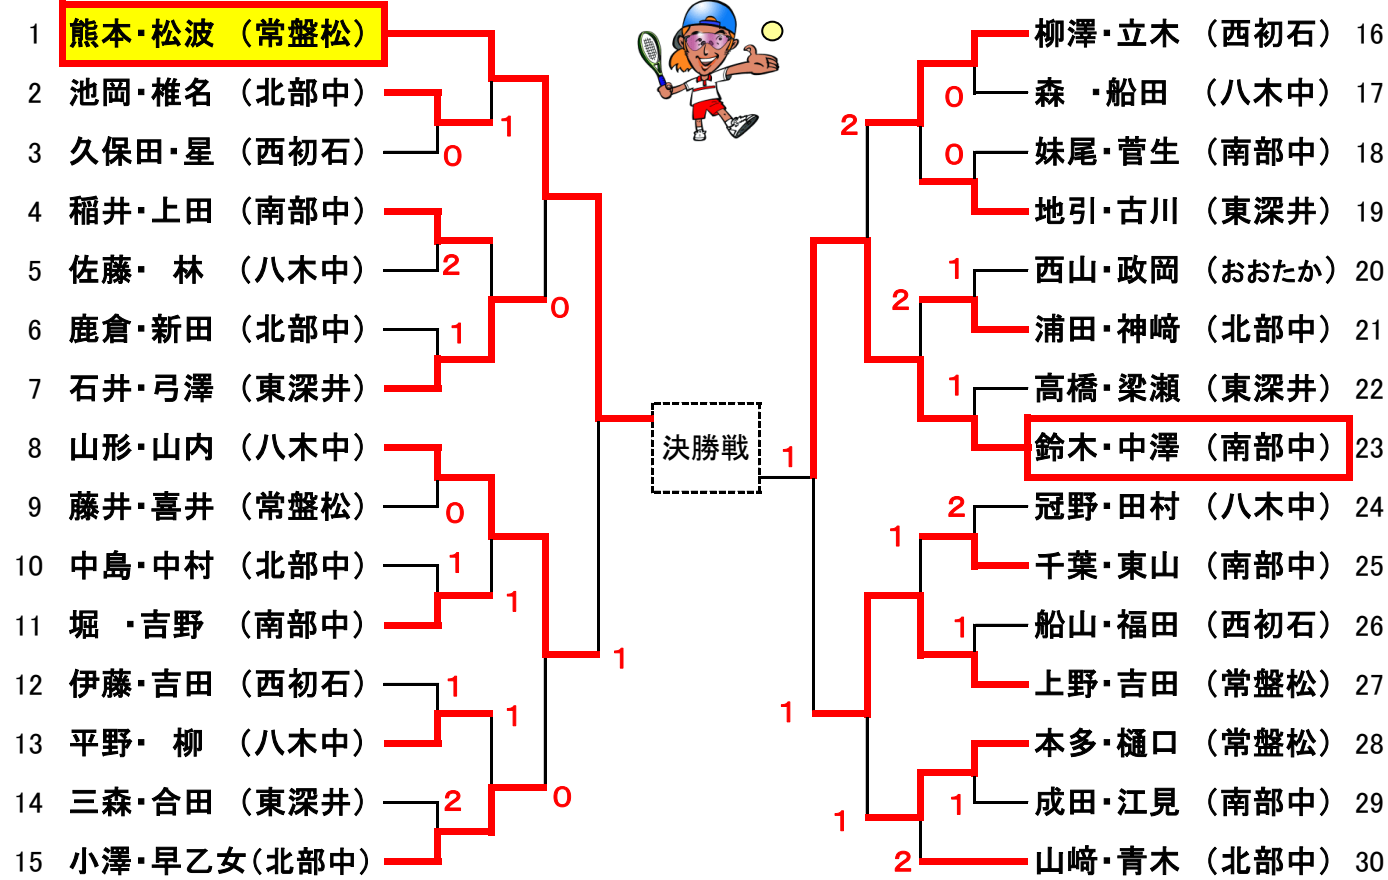 1 熊本・松波 (常盤松)
2 池岡・椎名 (北部中)
1
3 久保田・星 (西初石)
0
4 稲井・上田 (南部中)
5 佐藤・ 林 (八木中)
2
0
6 鹿倉・新田 (北部中)
1
7 石井・弓澤 (東深井)
8 山形・山内 (八木中)
9 藤井・喜井 (常盤松)
0
10 中島・中村 (北部中)
1
1
11 堀 ・吉野 (南部中)
1
12 伊藤・吉田 (西初石)
1
1
13 平野・ 柳 (八木中)
14 三森・合田 (東深井)
2
0
15 小澤・早乙女(北部中)
決勝戦
1
柳澤・立木 (西初石) 16
0
森 ・船田 (八木中) 17
2
0
妹尾・菅生 (南部中) 18
地引・古川 (東深井) 19
1
西山・政岡 (おおたか) 20
2
浦田・神﨑 (北部中) 21
1
高橋・梁瀬 (東深井) 22
鈴木・中澤 (南部中) 23
2
冠野・田村 (八木中) 24
1
千葉・東山 (南部中) 25
1
船山・福田 (西初石) 26
上野・吉田 (常盤松) 27
1
本多・樋口 (常盤松) 28
1
成田・江見 (南部中) 29
1
2
山﨑・青木 (北部中) 30